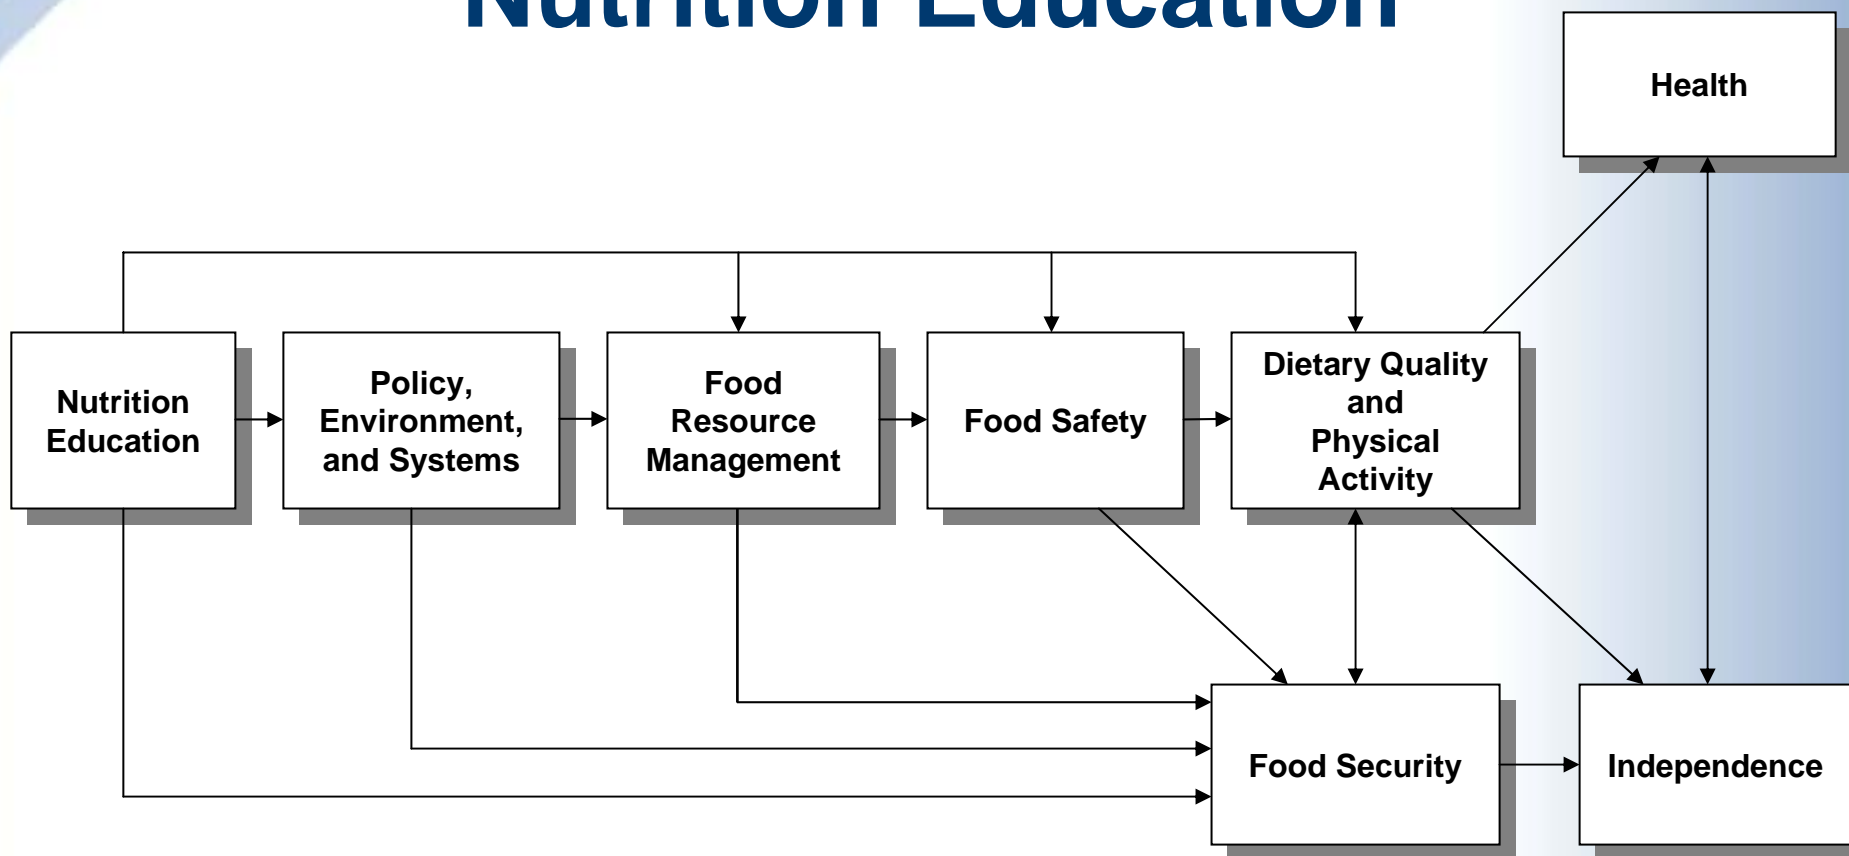 Nutrition Education
Health
Nutrition
Education
Policy,
Environment,
and Systems
Food
Resource
Management
Food Safety
Dietary Quality
and
Physical
Activity
Food Security
Independence